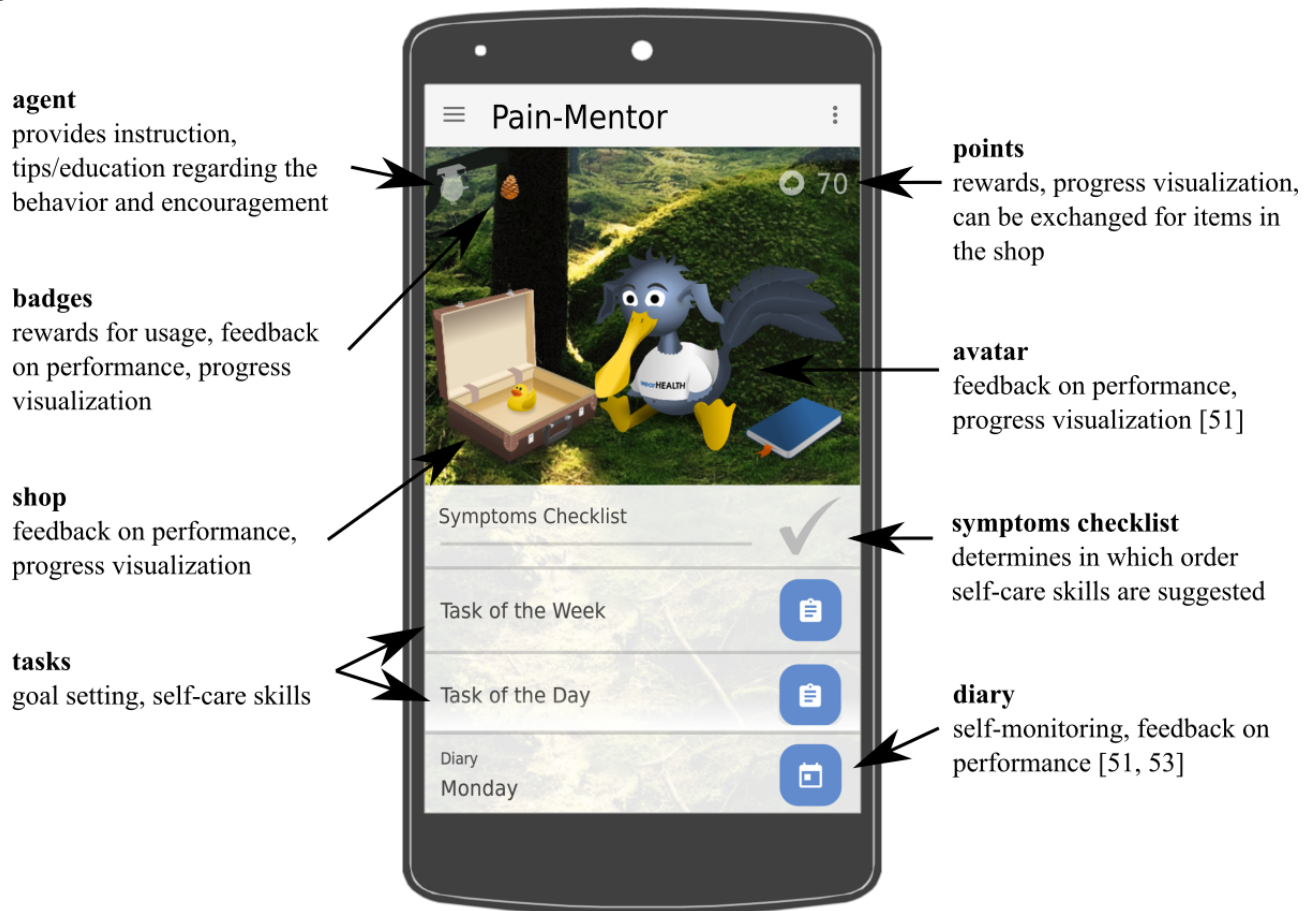 agent
provides instruction,
tips/education regarding the
behavior and encouragement
badges
rewards for usage, feedback
on performance, progress
visualization
shop
feedback on performance,
progress visualization
tasks
goal setting, self-care skills
Pain-Mentor
70
wearHEALTH
Symptoms Checklist
Task of the Week
Task of the Day
Diary
Monday
points
rewards, progress visualization,
can be exchanged for items in
the shop
avatar
feedback on performance,
progress visualization [51]
symptoms checklist
determines in which order
self-care skills are suggested
diary
self-monitoring, feedback on
performance [51, 53]